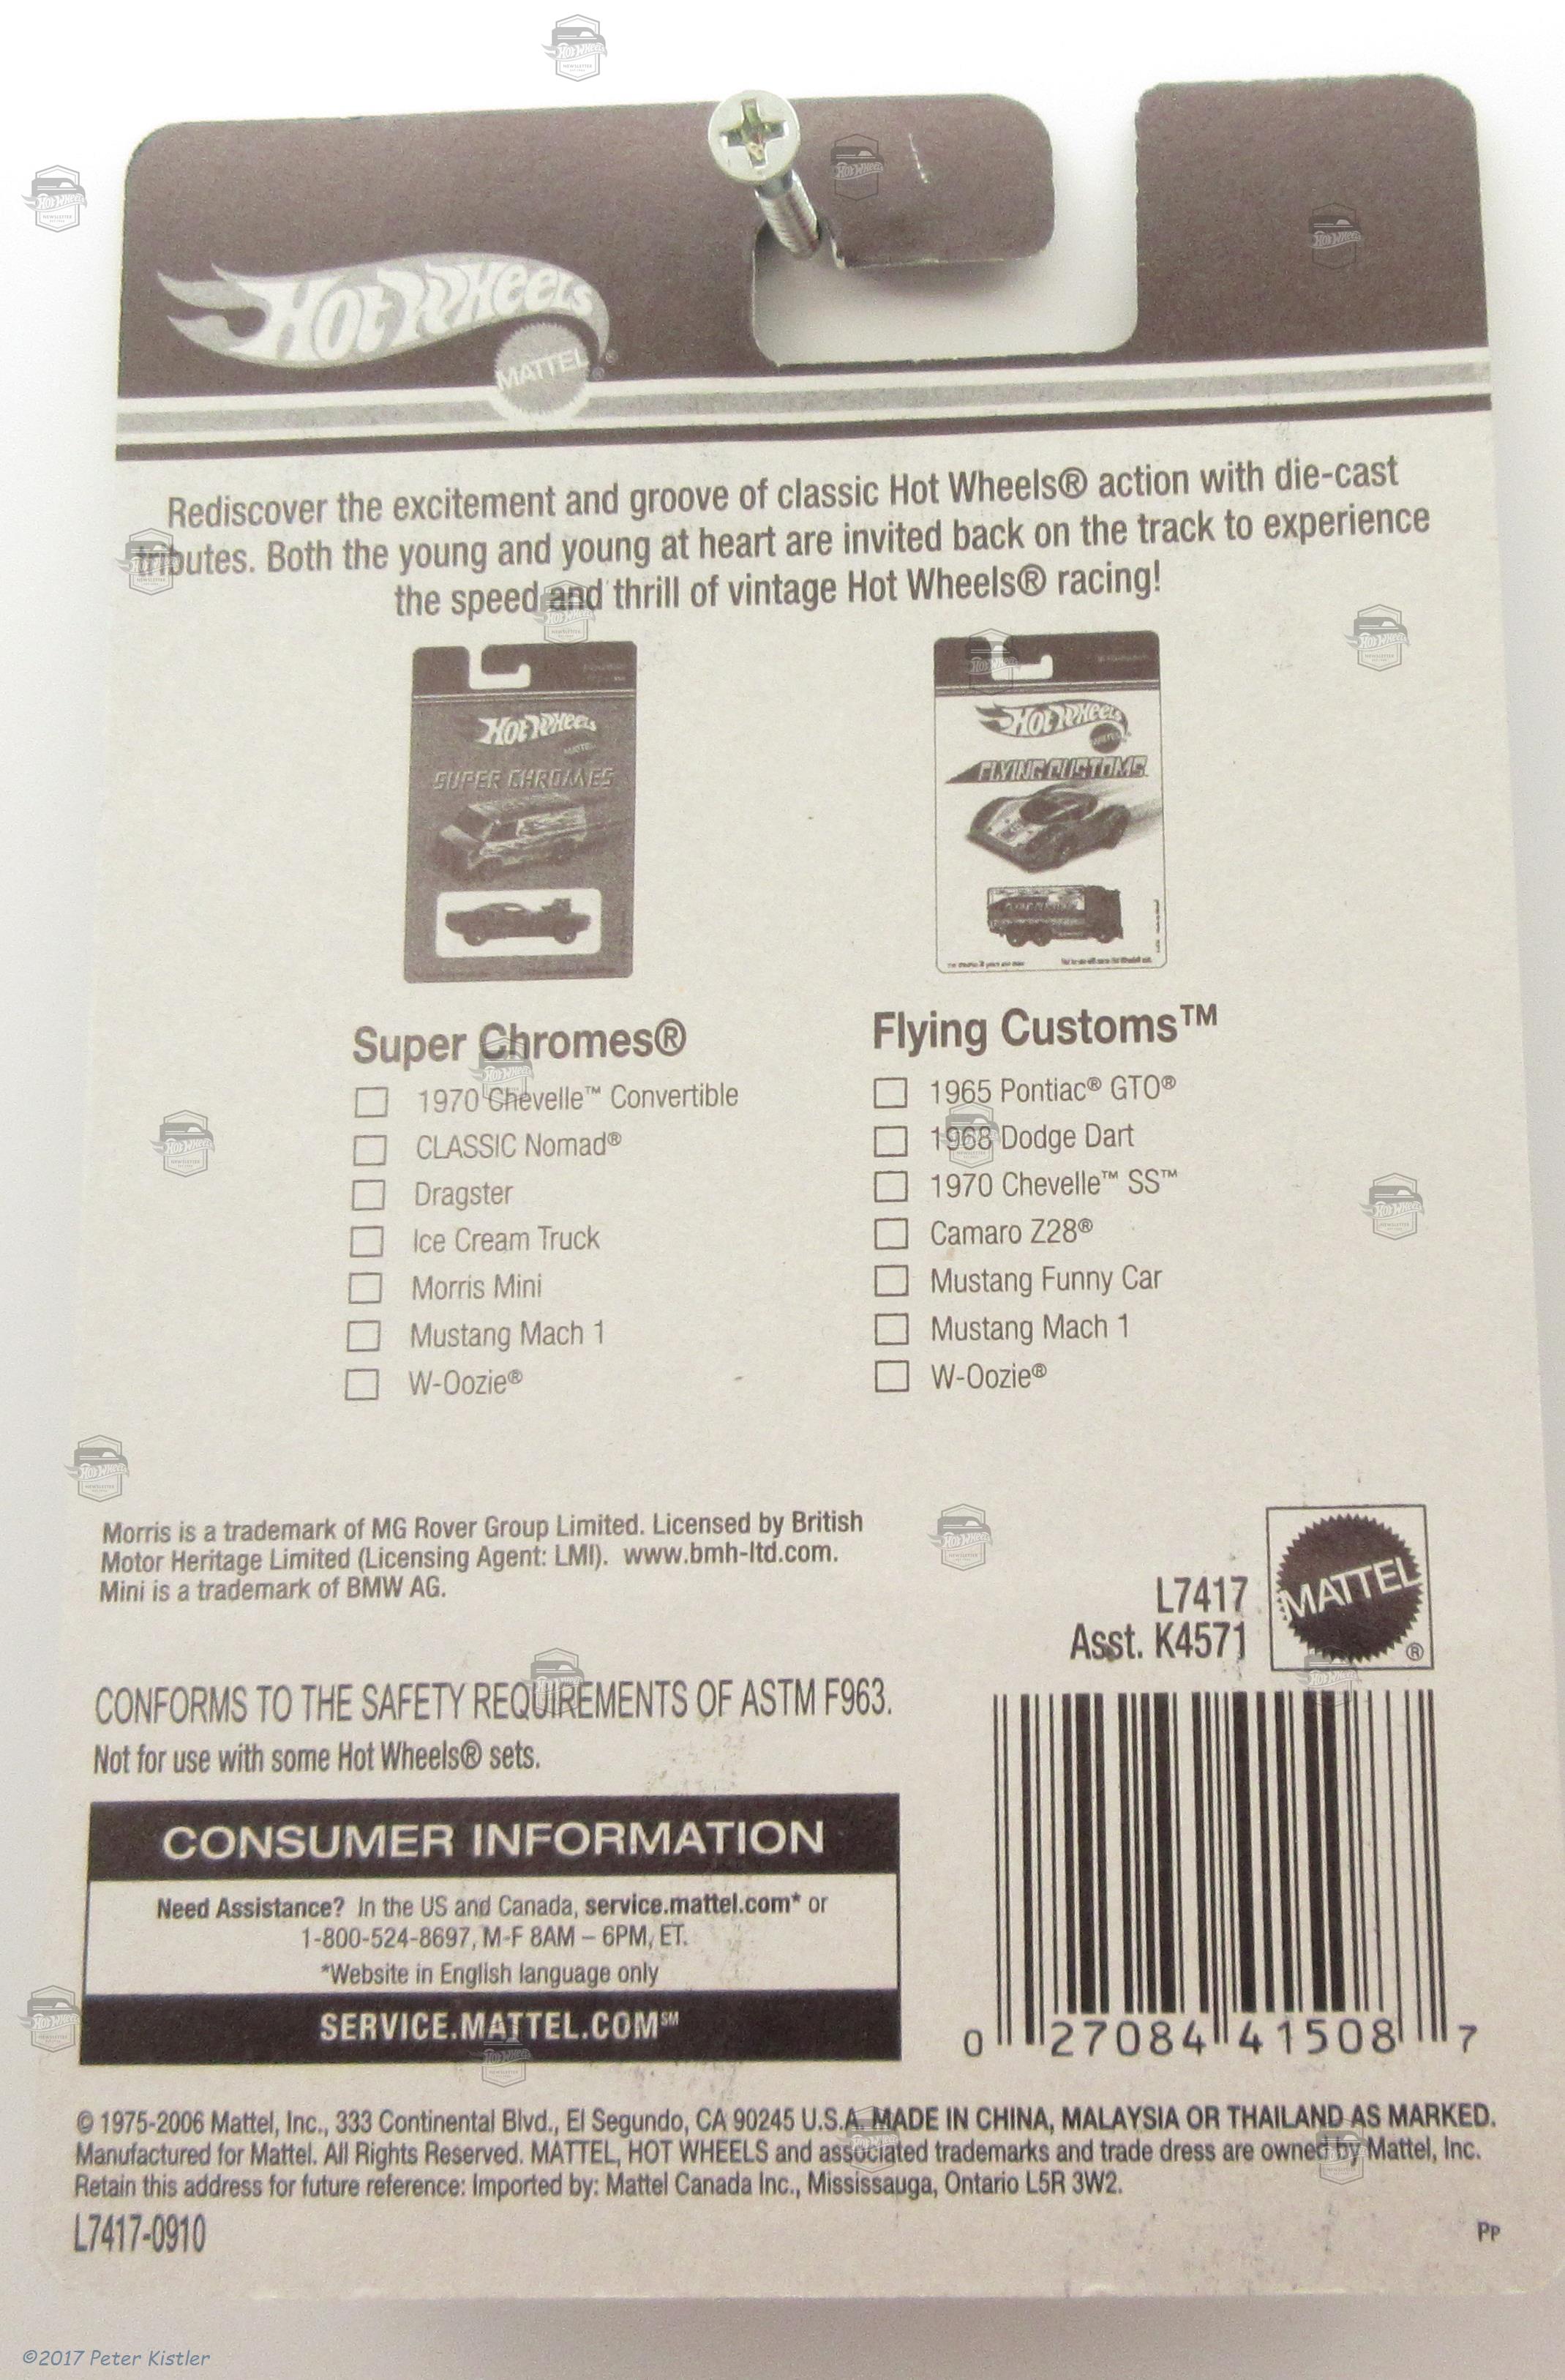 HOT WHEELS
MATTEL®
Rediscover the excitement and groove of classic Hot Wheels® action with die-cast
tributes. Both the young and young at heart are invited back on the track to experience
the speed and thrill of vintage Hot Wheels® racing!
HOT WHEELS
SUPER CHROMES
HOT WHEELS
MATTEL
FLYING CUSTOMS
Super Chromes®
1970 Chevelle™ Convertible
CLASSIC Nomad®
Dragster
Ice Cream Truck
Morris Mini
Mustang Mach 1
W-Oozie®
Flying Customs™
1965 Pontiac® GTO®
1968 Dodge Dart
1970 Chevelle™ SS™
Camaro Z28®
Mustang Funny Car
Mustang Mach 1
W-Oozie®
Morris is a trademark of MG Rover Group Limited. Licensed by British
Motor Heritage Limited (Licensing Agent: LMI). www.bmh-ltd.com.
Mini is a trademark of BMW AG.
L7417
Asst. K4571
MATTEL®
CONFORMS TO THE SAFETY REQUIREMENTS OF ASTM F963.
Not for use with some Hot Wheels® sets.
CONSUMER INFORMATION
Need Assistance? In the US and Canada, service.mattel.com* or
1-800-524-8697, M-F 8AM – 6PM, ET.
*Website in English language only
SERVICE.MATTEL.COM℠
0 27084 41508 7
© 1975-2006 Mattel, Inc., 333 Continental Blvd., El Segundo, CA 90245 U.S.A. MADE IN CHINA, MALAYSIA OR THAILAND AS MARKED.
Manufactured for Mattel. All Rights Reserved. MATTEL, HOT WHEELS and associated trademarks and trade dress are owned by Mattel, Inc.
Retain this address for future reference: Imported by: Mattel Canada Inc., Mississauga, Ontario L5R 3W2.
L7417-0910
PP
©2017 Peter Kistler